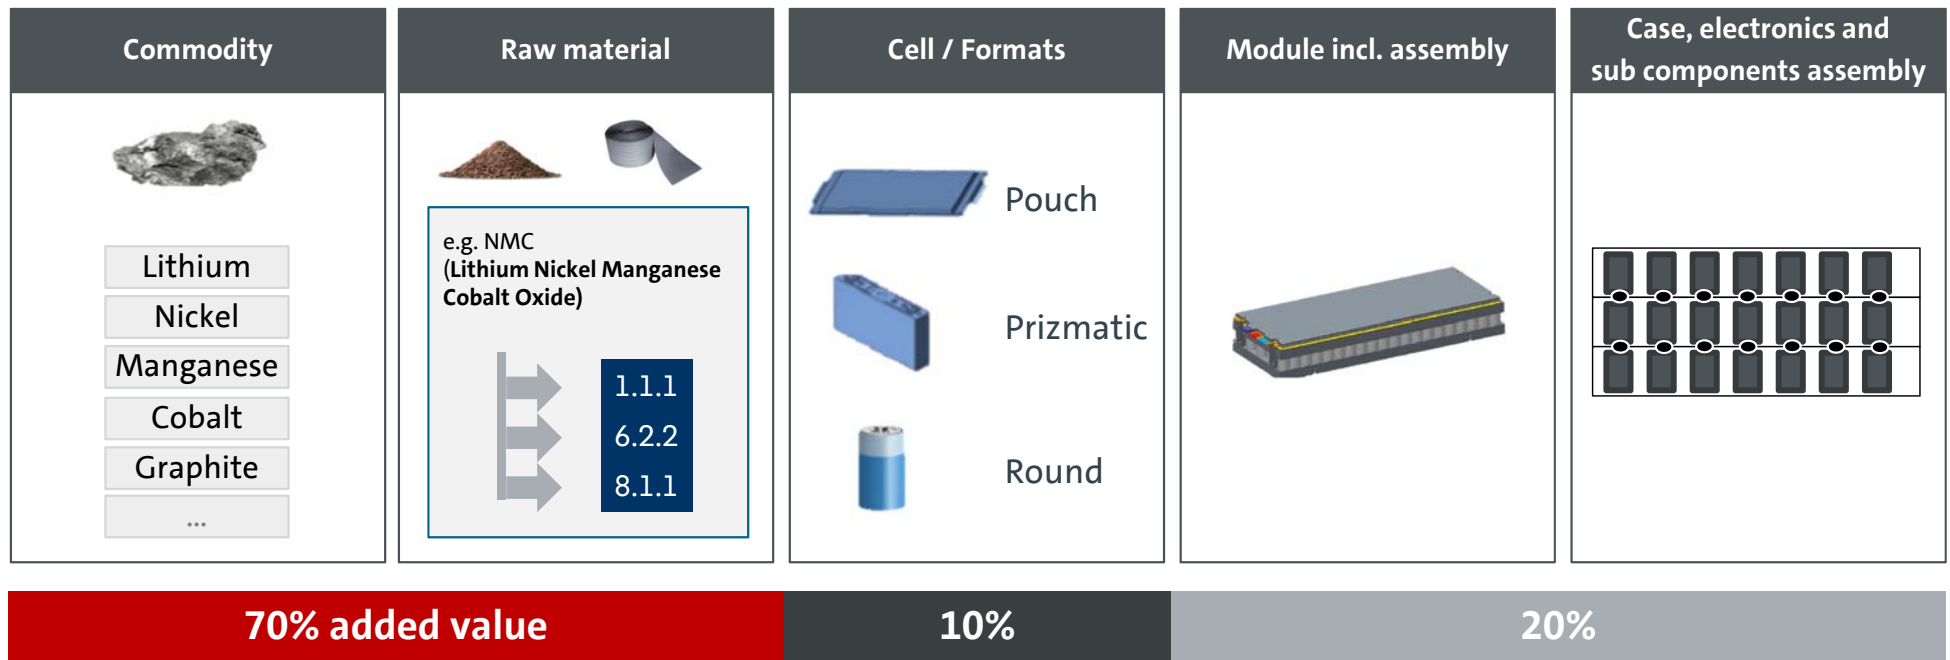 Commodity
Lithium
Nickel
Manganese
Cobalt
Graphite
...
Raw material
e.g. NMC
(Lithium Nickel Manganese
Cobalt Oxide)
1.1.1
6.2.2
8.1.1
Cell / Formats
Pouch
Prizmatic
Round
Module incl. assembly
Case, electronics and
sub components assembly
70% added value
10%
20%